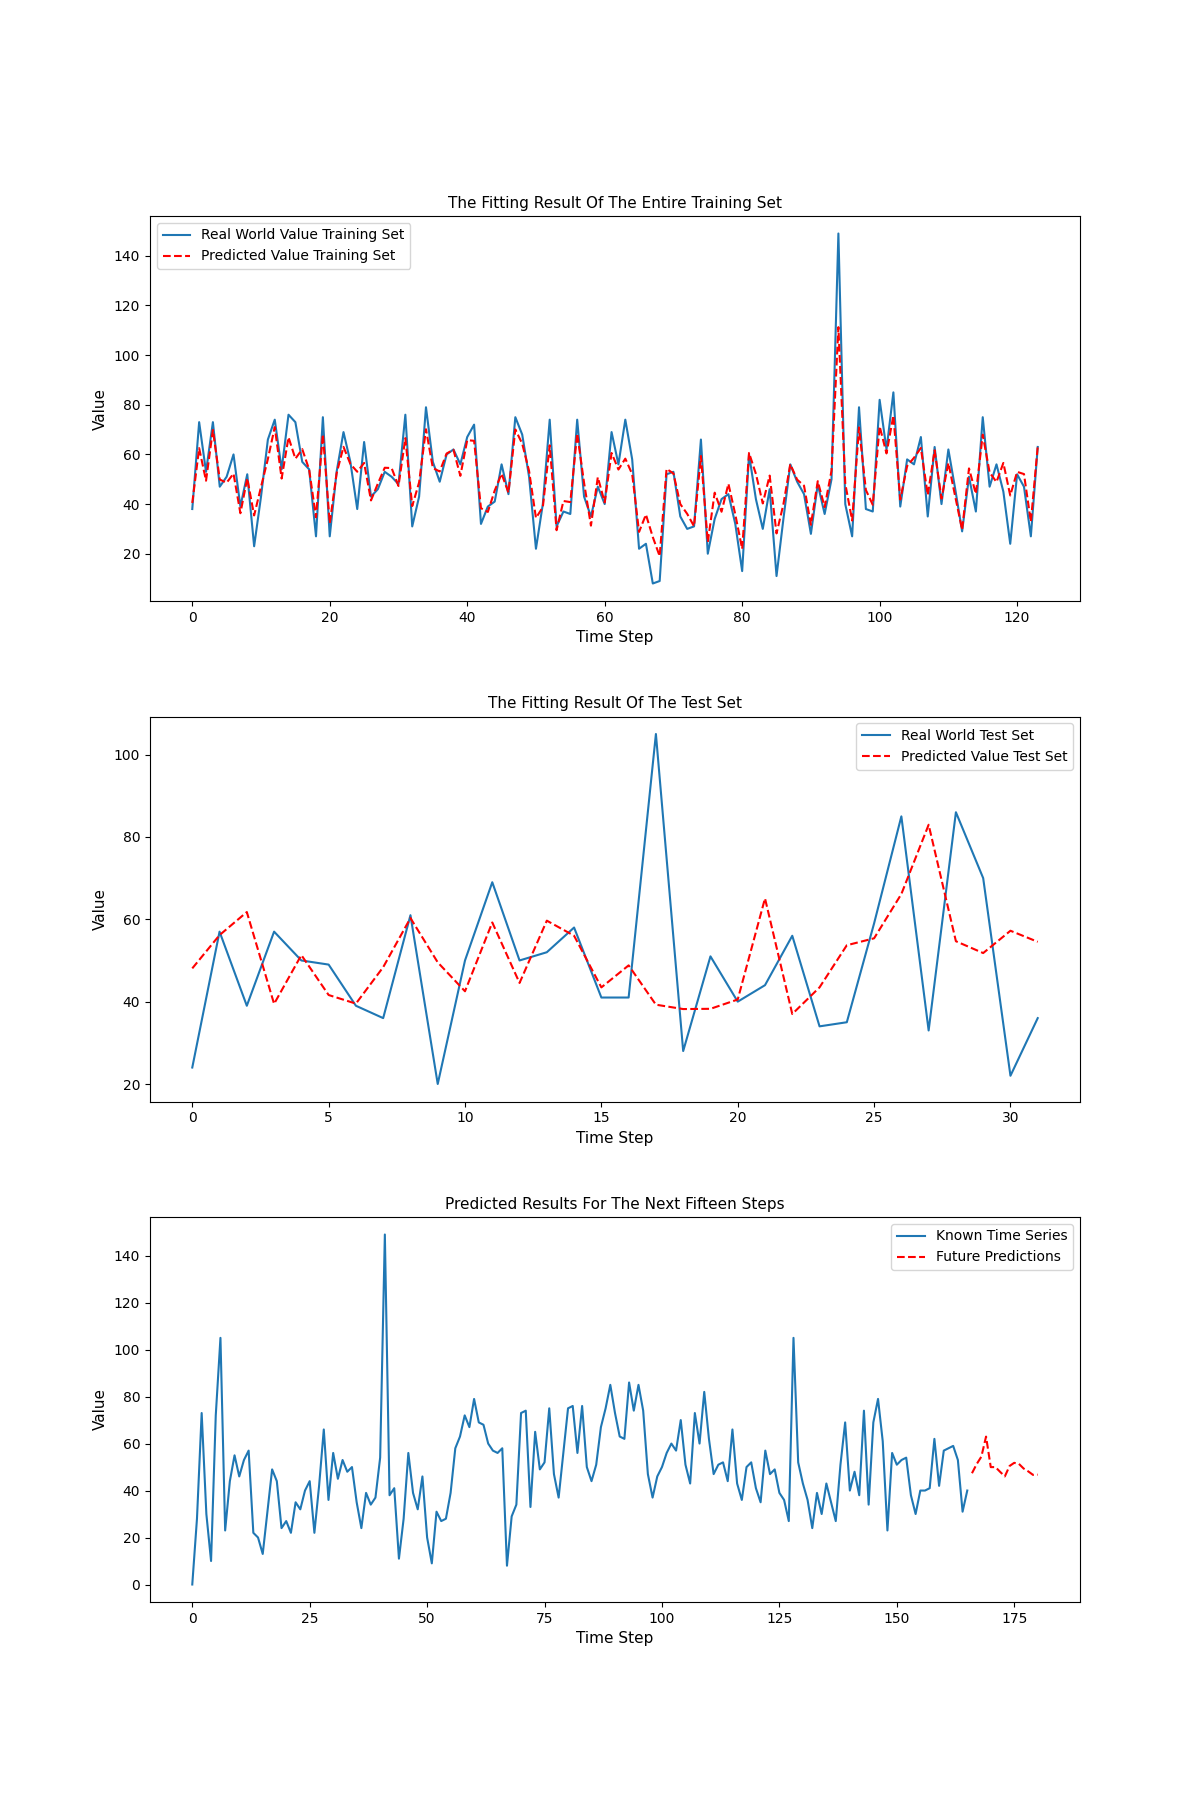 The Fitting Result Of The Entire Training Set
Real World Value Training Set
Predicted Value Training Set
Value
140
120
100
80
60
40
20
0 20 40 60 80 100 120
Time Step
The Fitting Result Of The Test Set
Real World Test Set
Predicted Value Test Set
Value
100
80
60
40
20
0 5 10 15 20 25 30
Time Step
Predicted Results For The Next Fifteen Steps
Known Time Series
Future Predictions
Value
140
120
100
80
60
40
20
0
0 25 50 75 100 125 150 175
Time Step